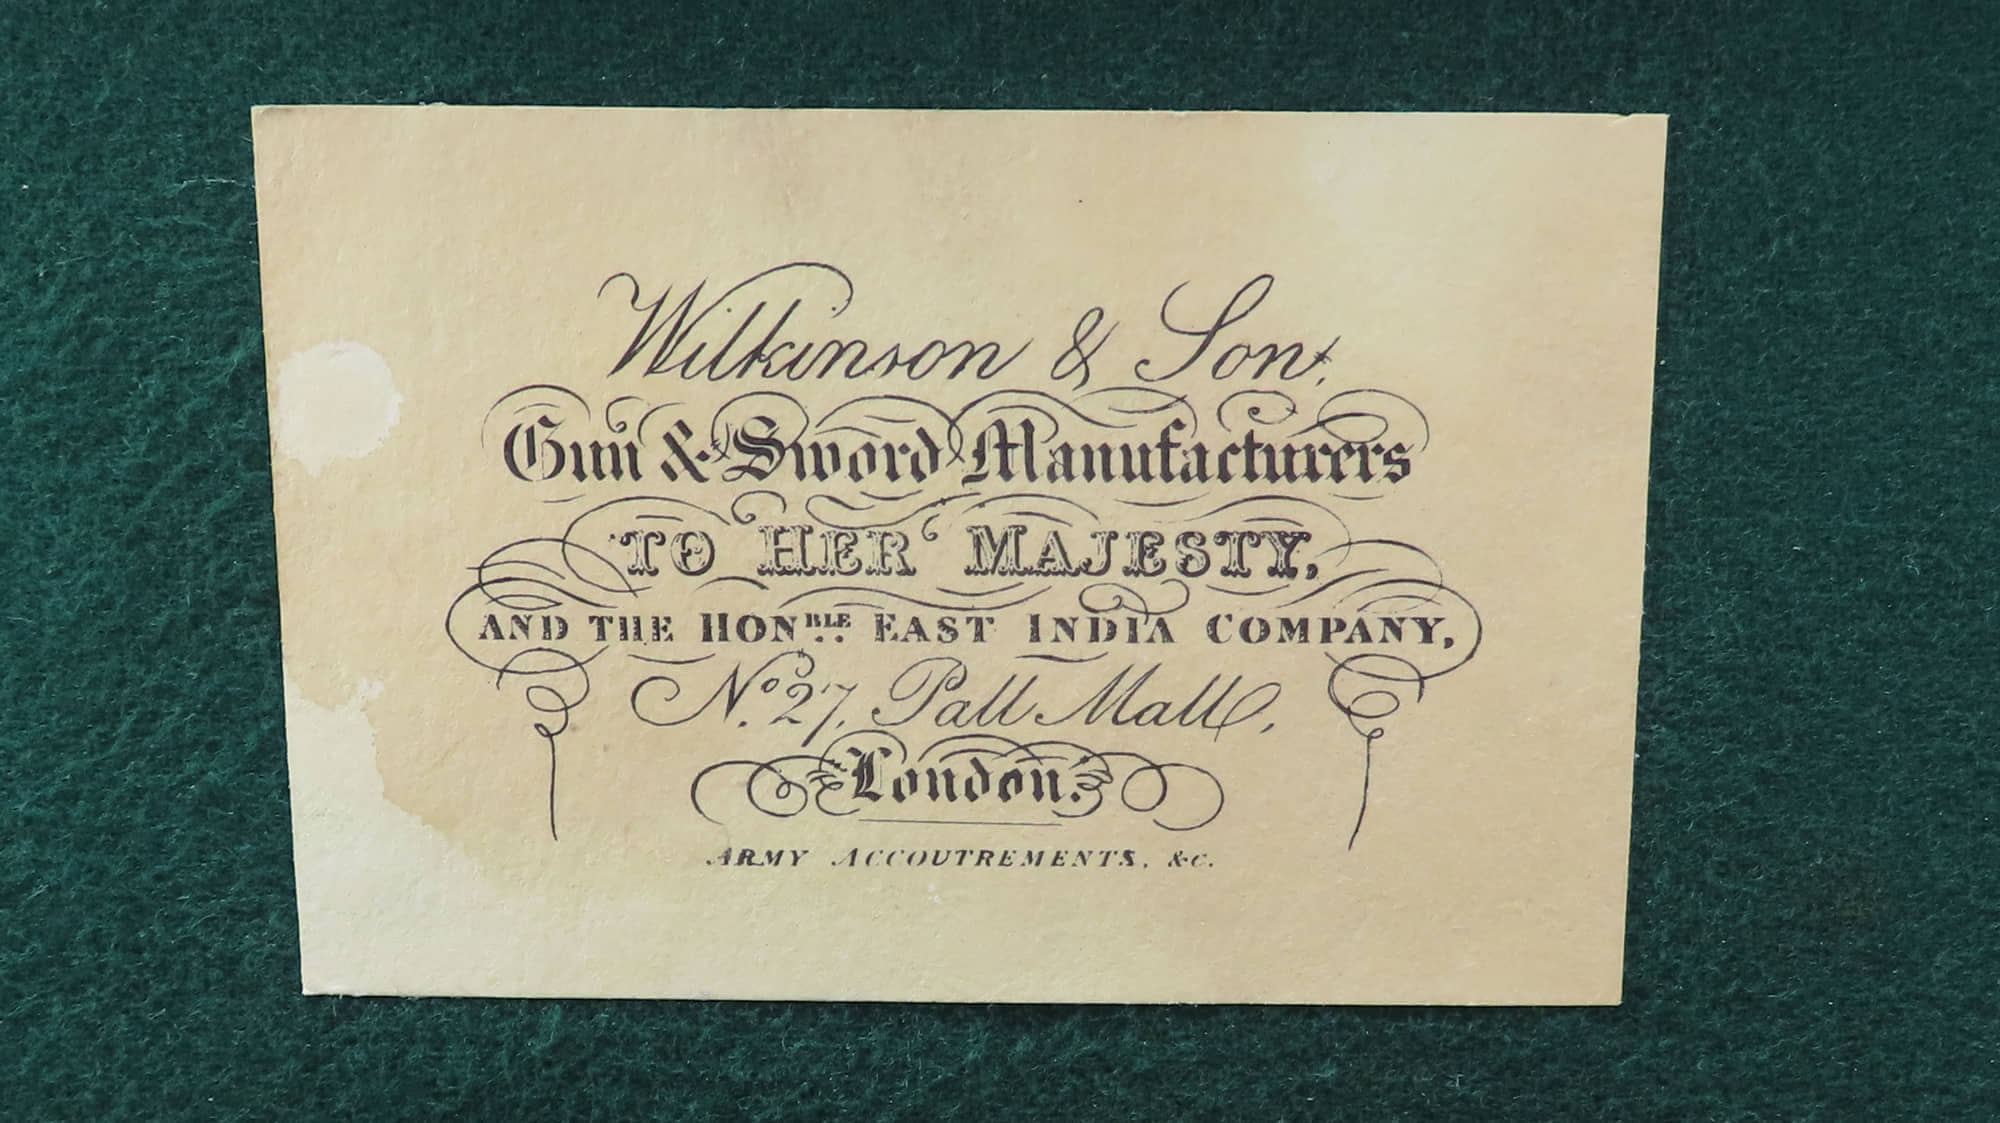 Wilkinson & Son,
Gun & Sword Manufacturers
TO HER MAJESTY,
AND THE HONBLE EAST INDIA COMPANY,
No. 27, Pall Mall,
London.
ARMY ACCOUTREMENTS, &c.